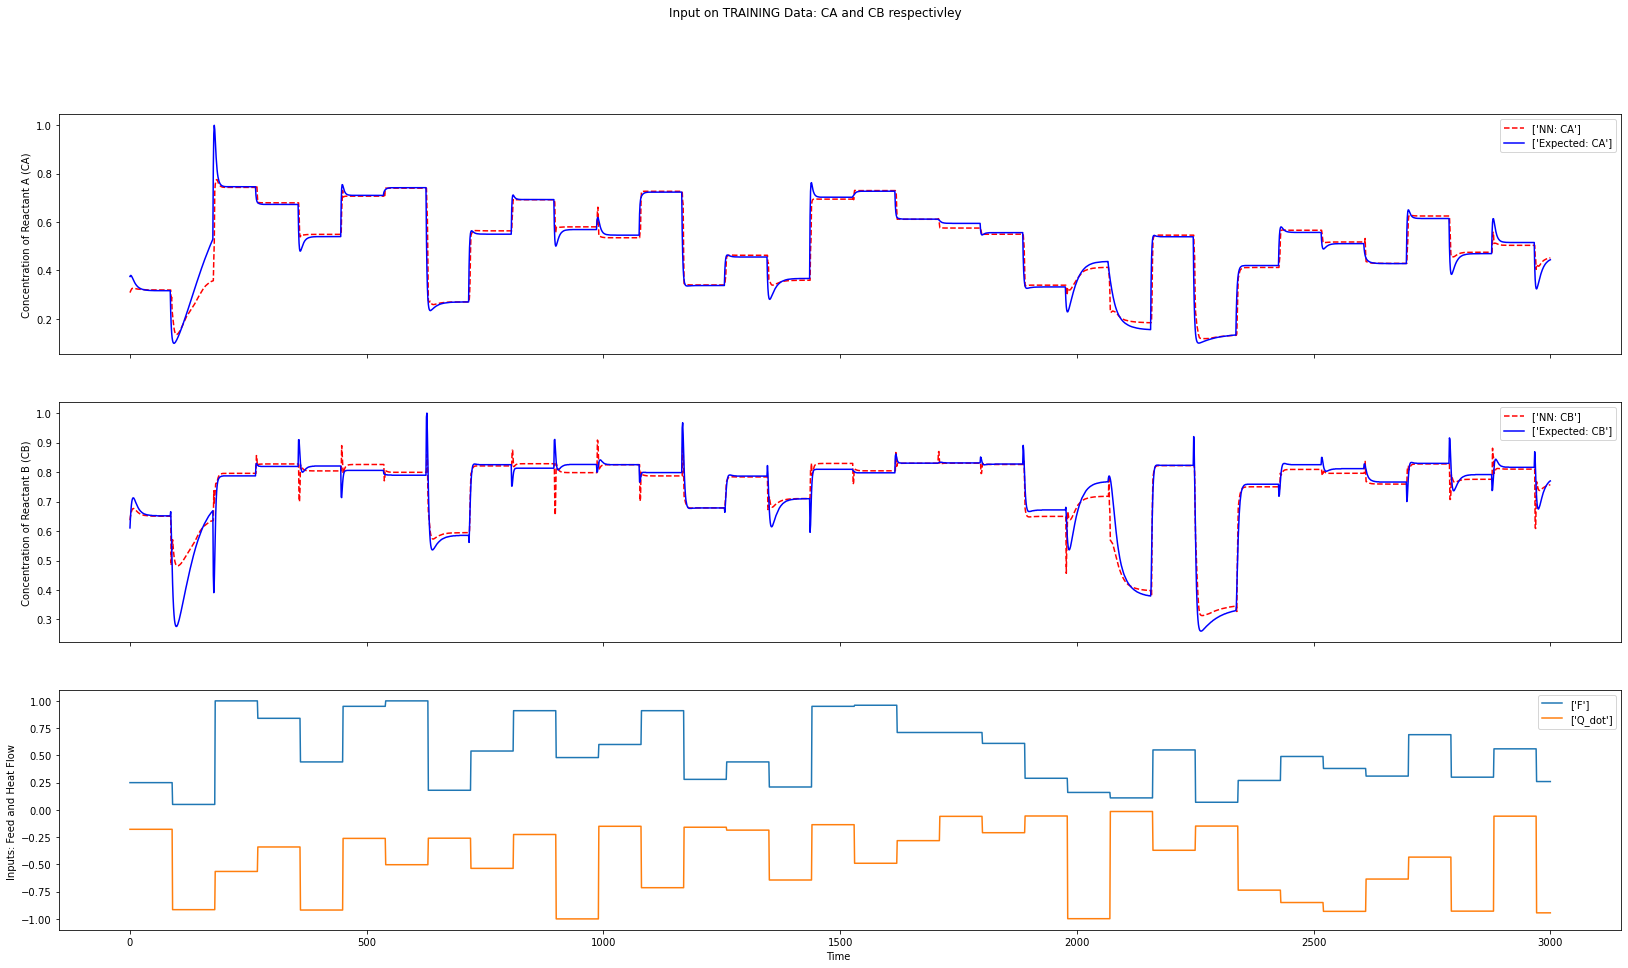 Input on TRAINING Data: CA and CB respectivley
Concentration of Reactant A (CA)
1.0
0.8
0.6
0.4
0.2
['NN: CA']
['Expected: CA']
Concentration of Reactant B (CB)
1.0
0.9
0.8
0.7
0.6
0.5
0.4
0.3
['NN: CB']
['Expected: CB']
Inputs: Feed and Heat Flow
1.00
0.75
0.50
0.25
0.00
−0.25
−0.50
−0.75
−1.00
['F']
['Q_dot']
0 500 1000 1500 2000 2500 3000
Time